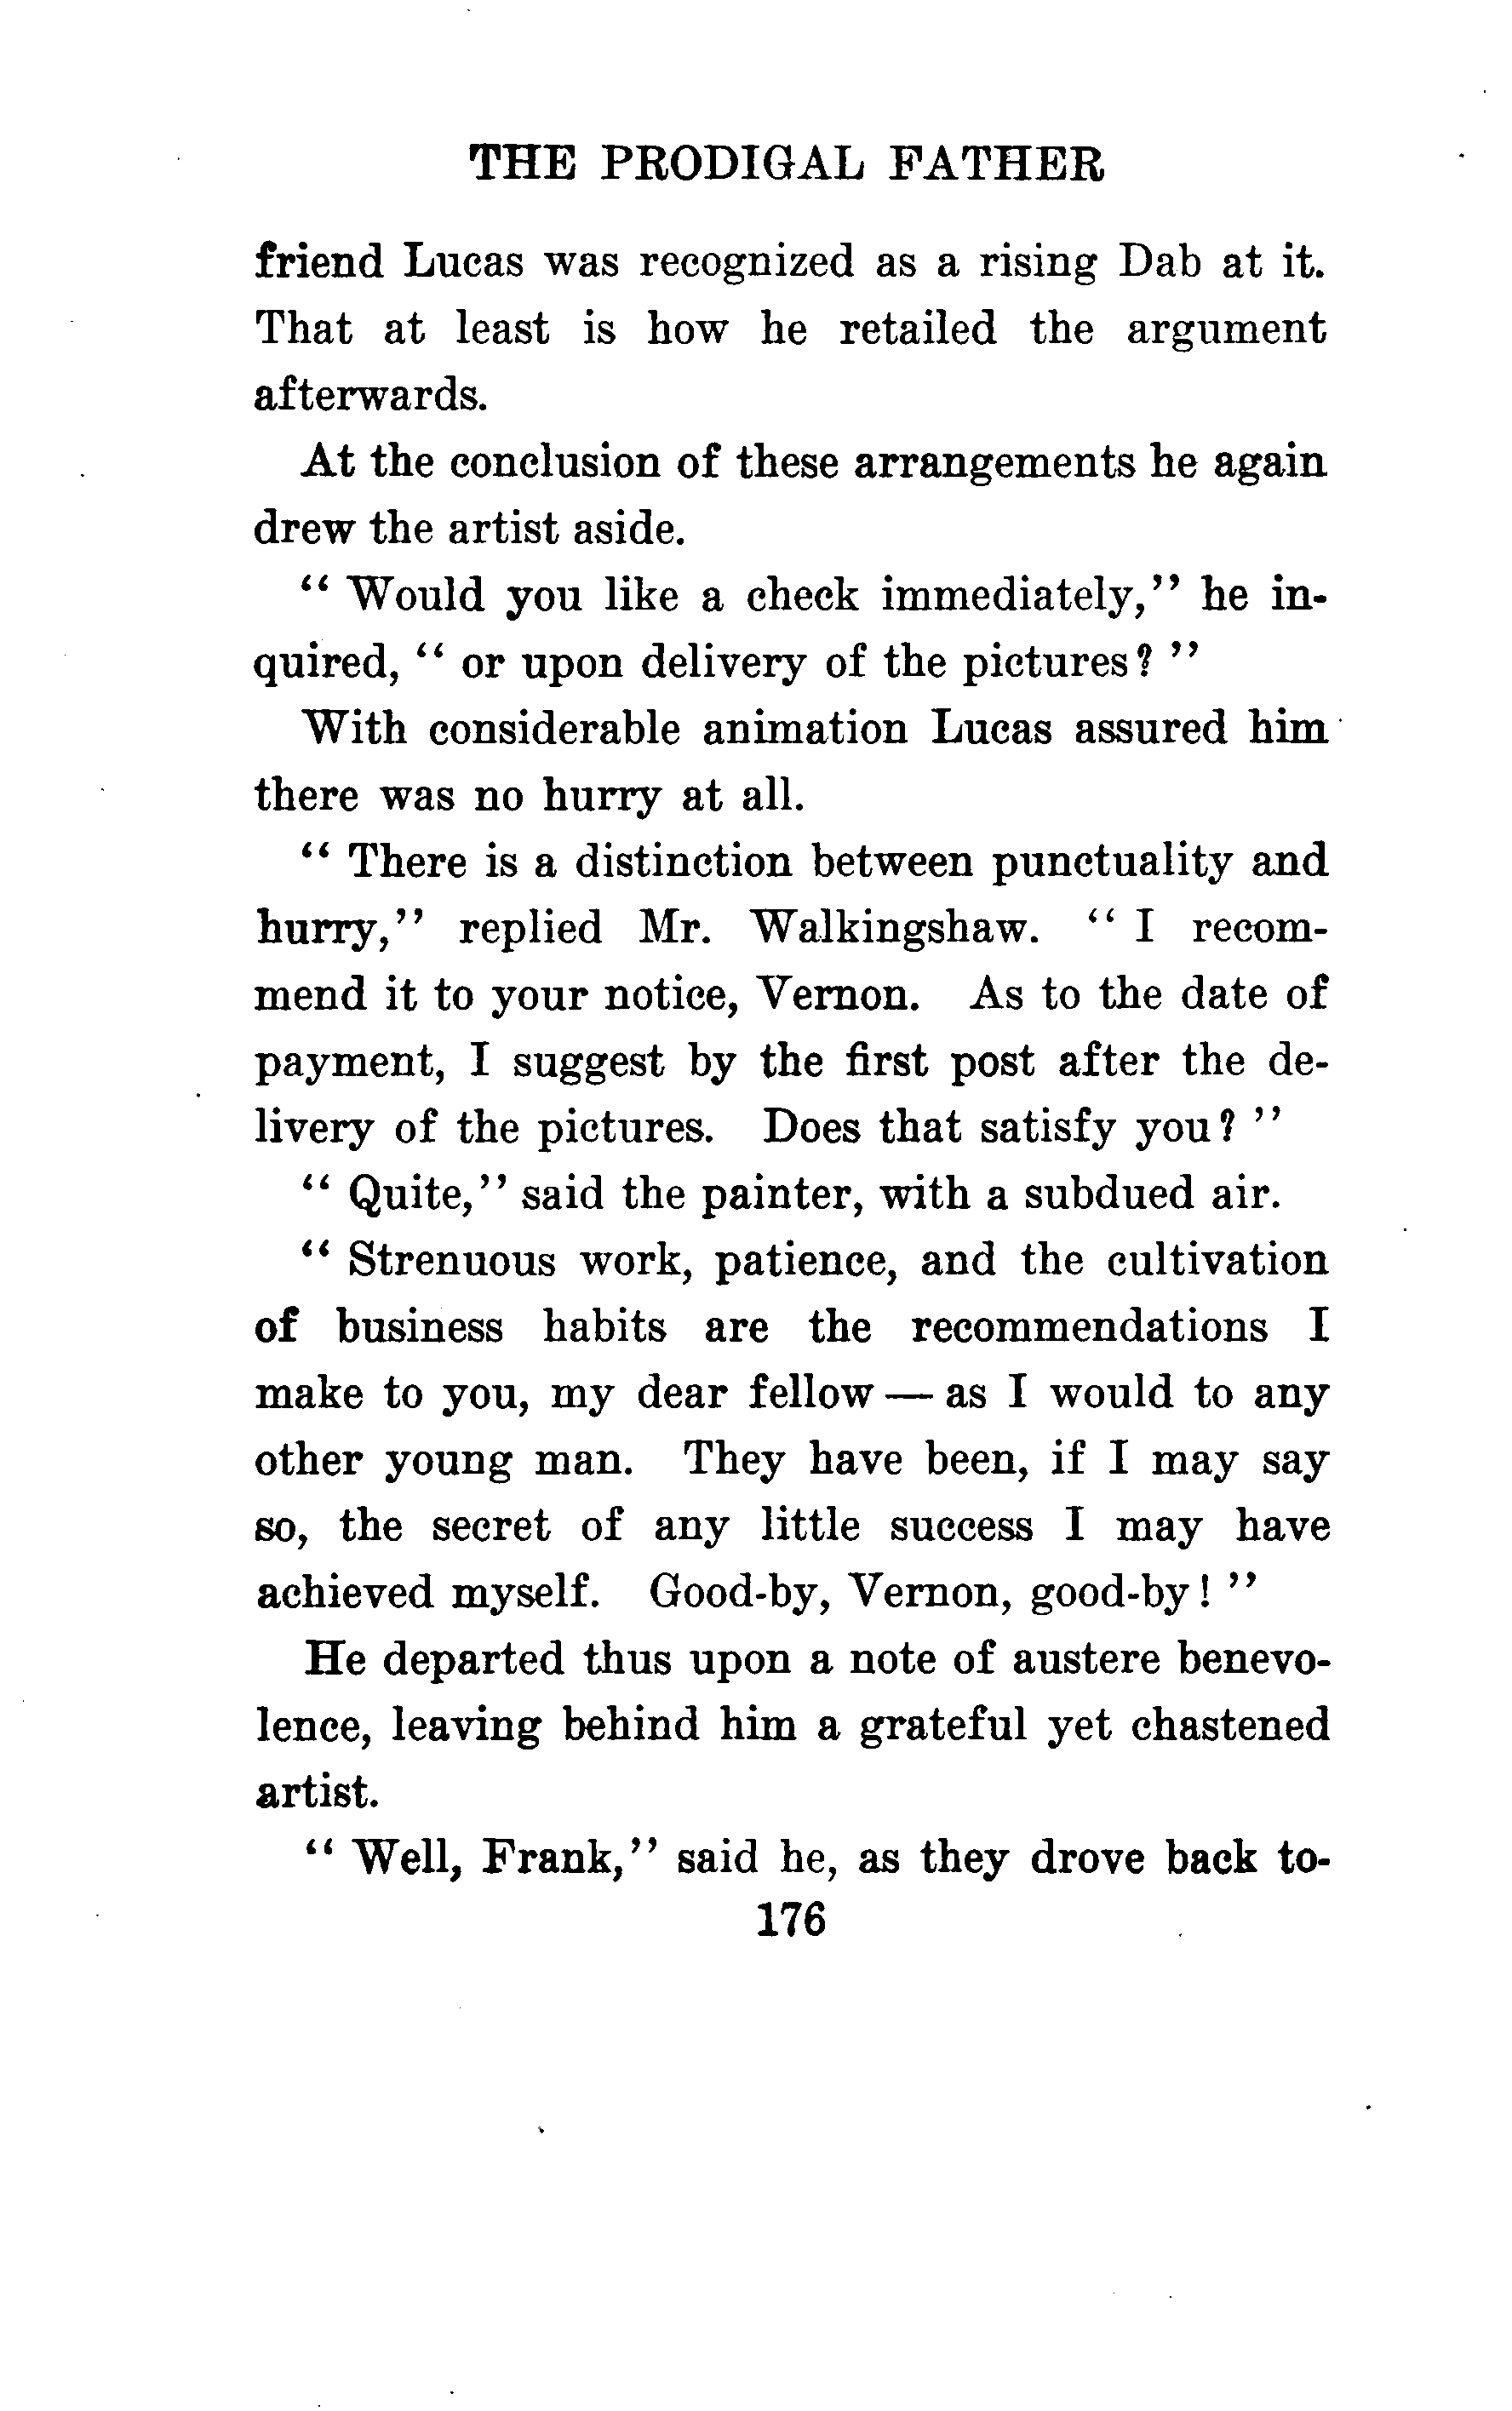 THE PRODIGAL FATHER
friend Lucas was recognized as a rising Dab at it.
That at least is how he retailed the argument
afterwards.
At the conclusion of these arrangements he again
drew the artist aside.
“ Would you like a check immediately,” he in-
quired, “ or upon delivery of the pictures? ”
With considerable animation Lucas assured him
there was no hurry at all.
“ There is a distinction between punctuality and
hurry,” replied Mr. Walkingshaw. “ I recom-
mend it to your notice, Vernon. As to the date of
payment, I suggest by the first post after the de-
livery of the pictures. Does that satisfy you? ”
“ Quite,” said the painter, with a subdued air.
“ Strenuous work, patience, and the cultivation
of business habits are the recommendations I
make to you, my dear fellow — as I would to any
other young man. They have been, if I may say
so, the secret of any little success I may have
achieved myself. Good-by, Vernon, good-by! ”
He departed thus upon a note of austere benevo-
lence, leaving behind him a grateful yet chastened
artist.
“ Well, Frank,” said he, as they drove back to-
176